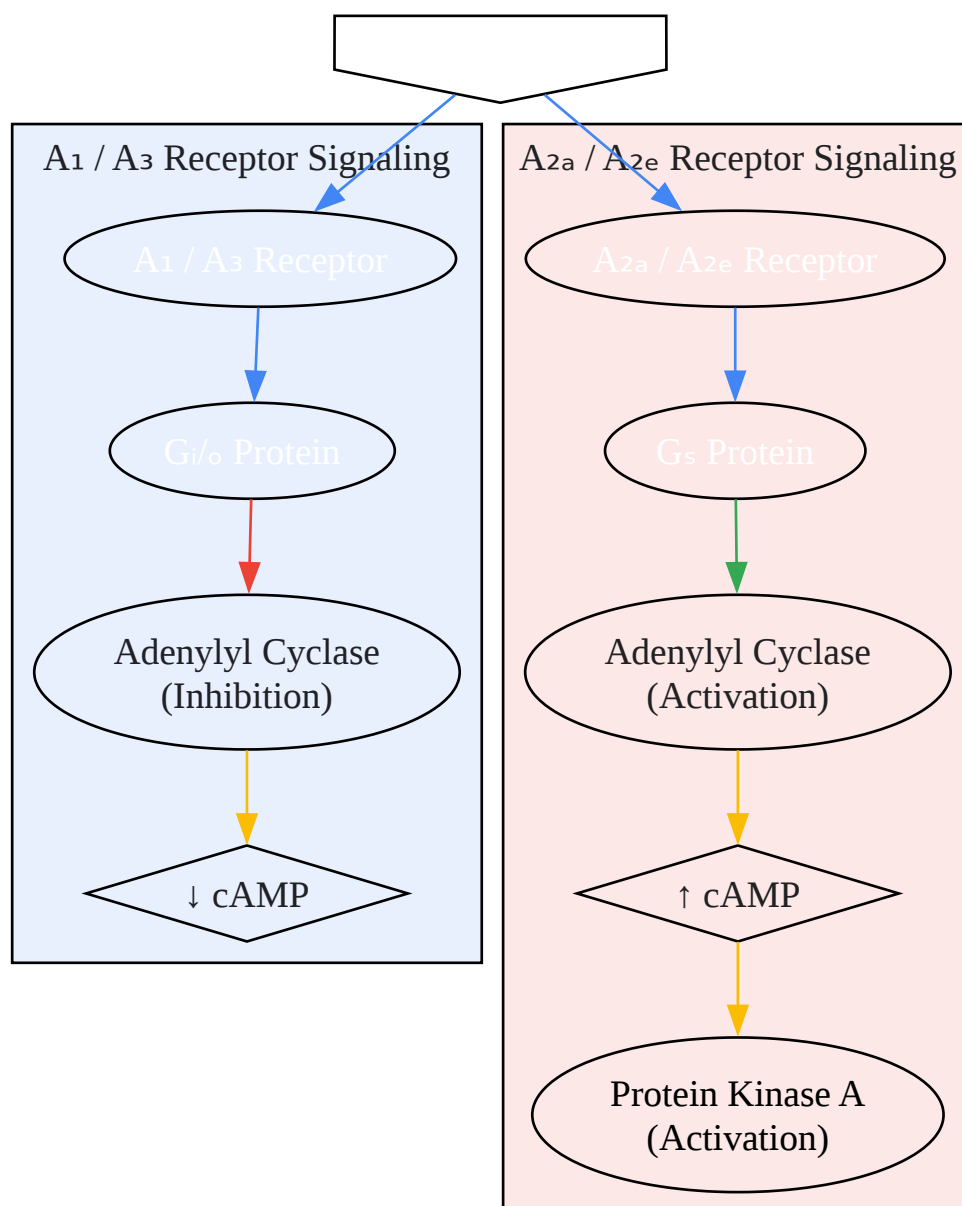 A₁ / A₃ Receptor Signaling
A₁ / A₃ Receptor
Gᵢ/ₒ Protein
Adenylyl Cyclase
(Inhibition)
↓ cAMP
A₂ₐ / A₂ₑ Receptor Signaling
A₂ₐ / A₂ₑ Receptor
Gₛ Protein
Adenylyl Cyclase
(Activation)
↑ cAMP
Protein Kinase A
(Activation)